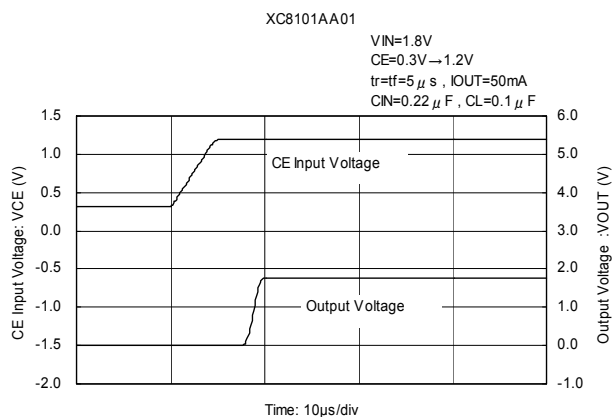 XC8101AA01
VIN=1.8V
CE=0.3V→1.2V
tr=tf=5μs , IOUT=50mA
CIN=0.22μF , CL=0.1μF
CE Input Voltage: VCE (V)
1.5
1.0
0.5
0.0
-0.5
-1.0
-1.5
-2.0
CE Input Voltage
Output Voltage
6.0
5.0
4.0
3.0
2.0
1.0
0.0
-1.0
Output Voltage :VOUT (V)
Time: 10μs/div